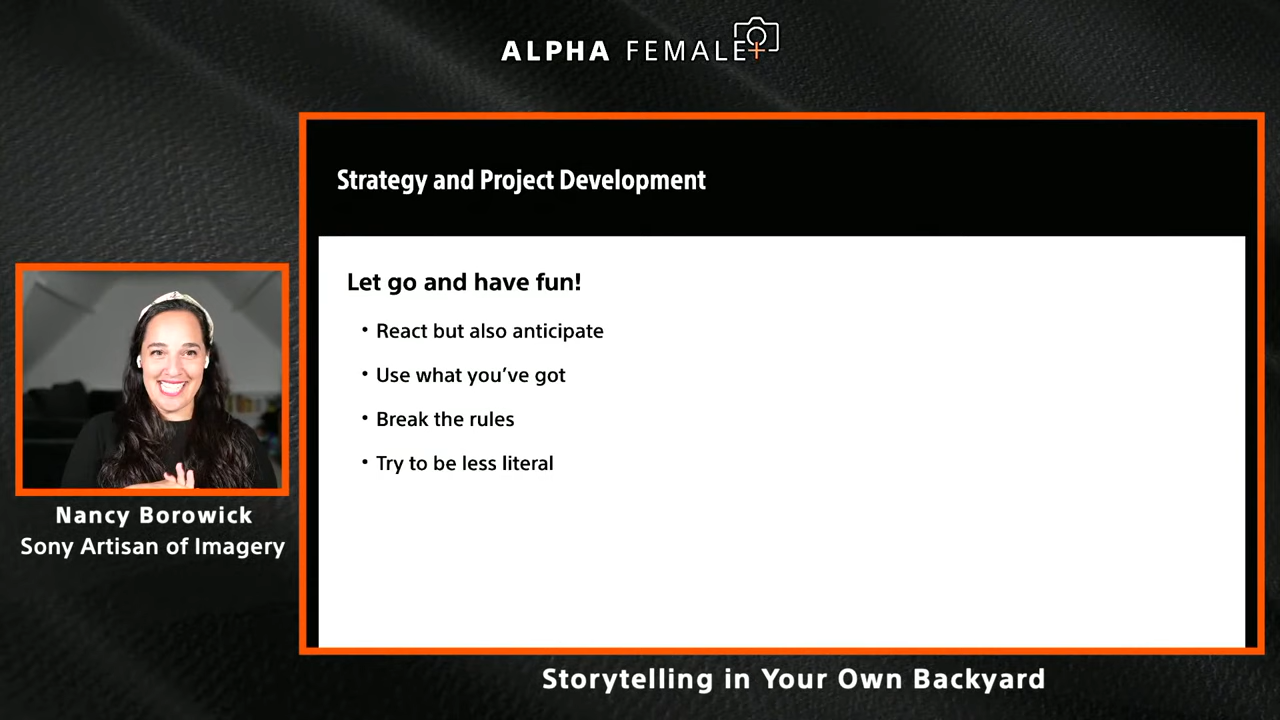 ALPHA FEMALE
Strategy and Project Development
Let go and have fun!
• React but also anticipate
• Use what you’ve got
• Break the rules
• Try to be less literal
Nancy Borowick
Sony Artisan of Imagery
Storytelling in Your Own Backyard